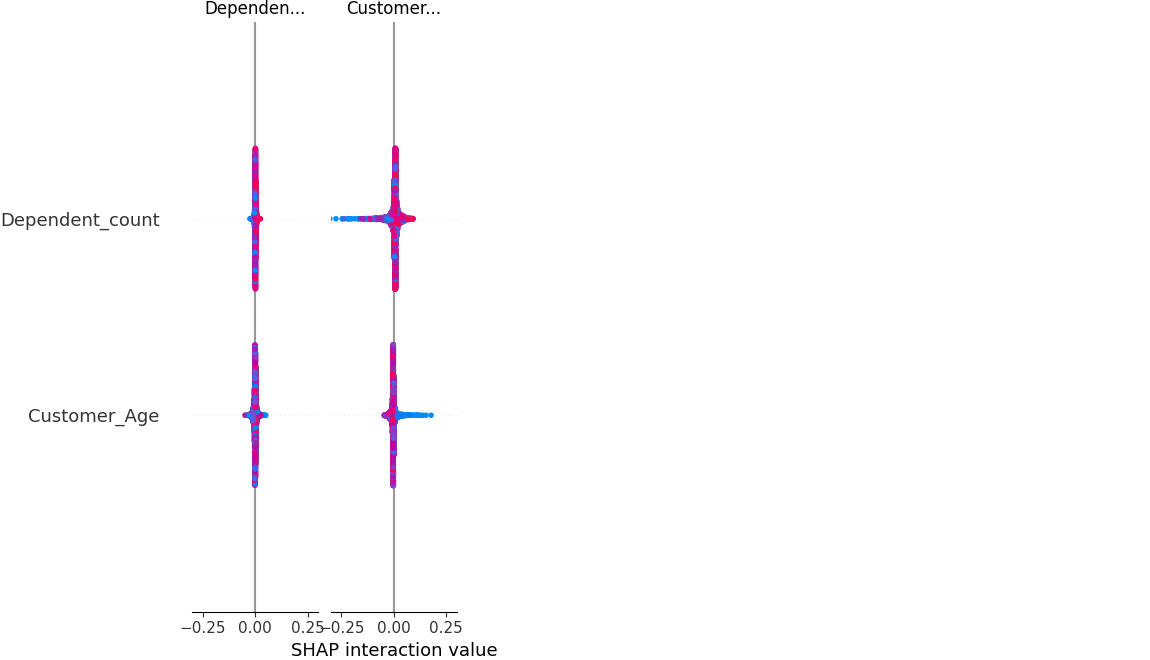 Dependen... Customer...
Dependent_count
Customer_Age
−0.25 0.00 0.25 −0.25 0.00 0.25
SHAP interaction value